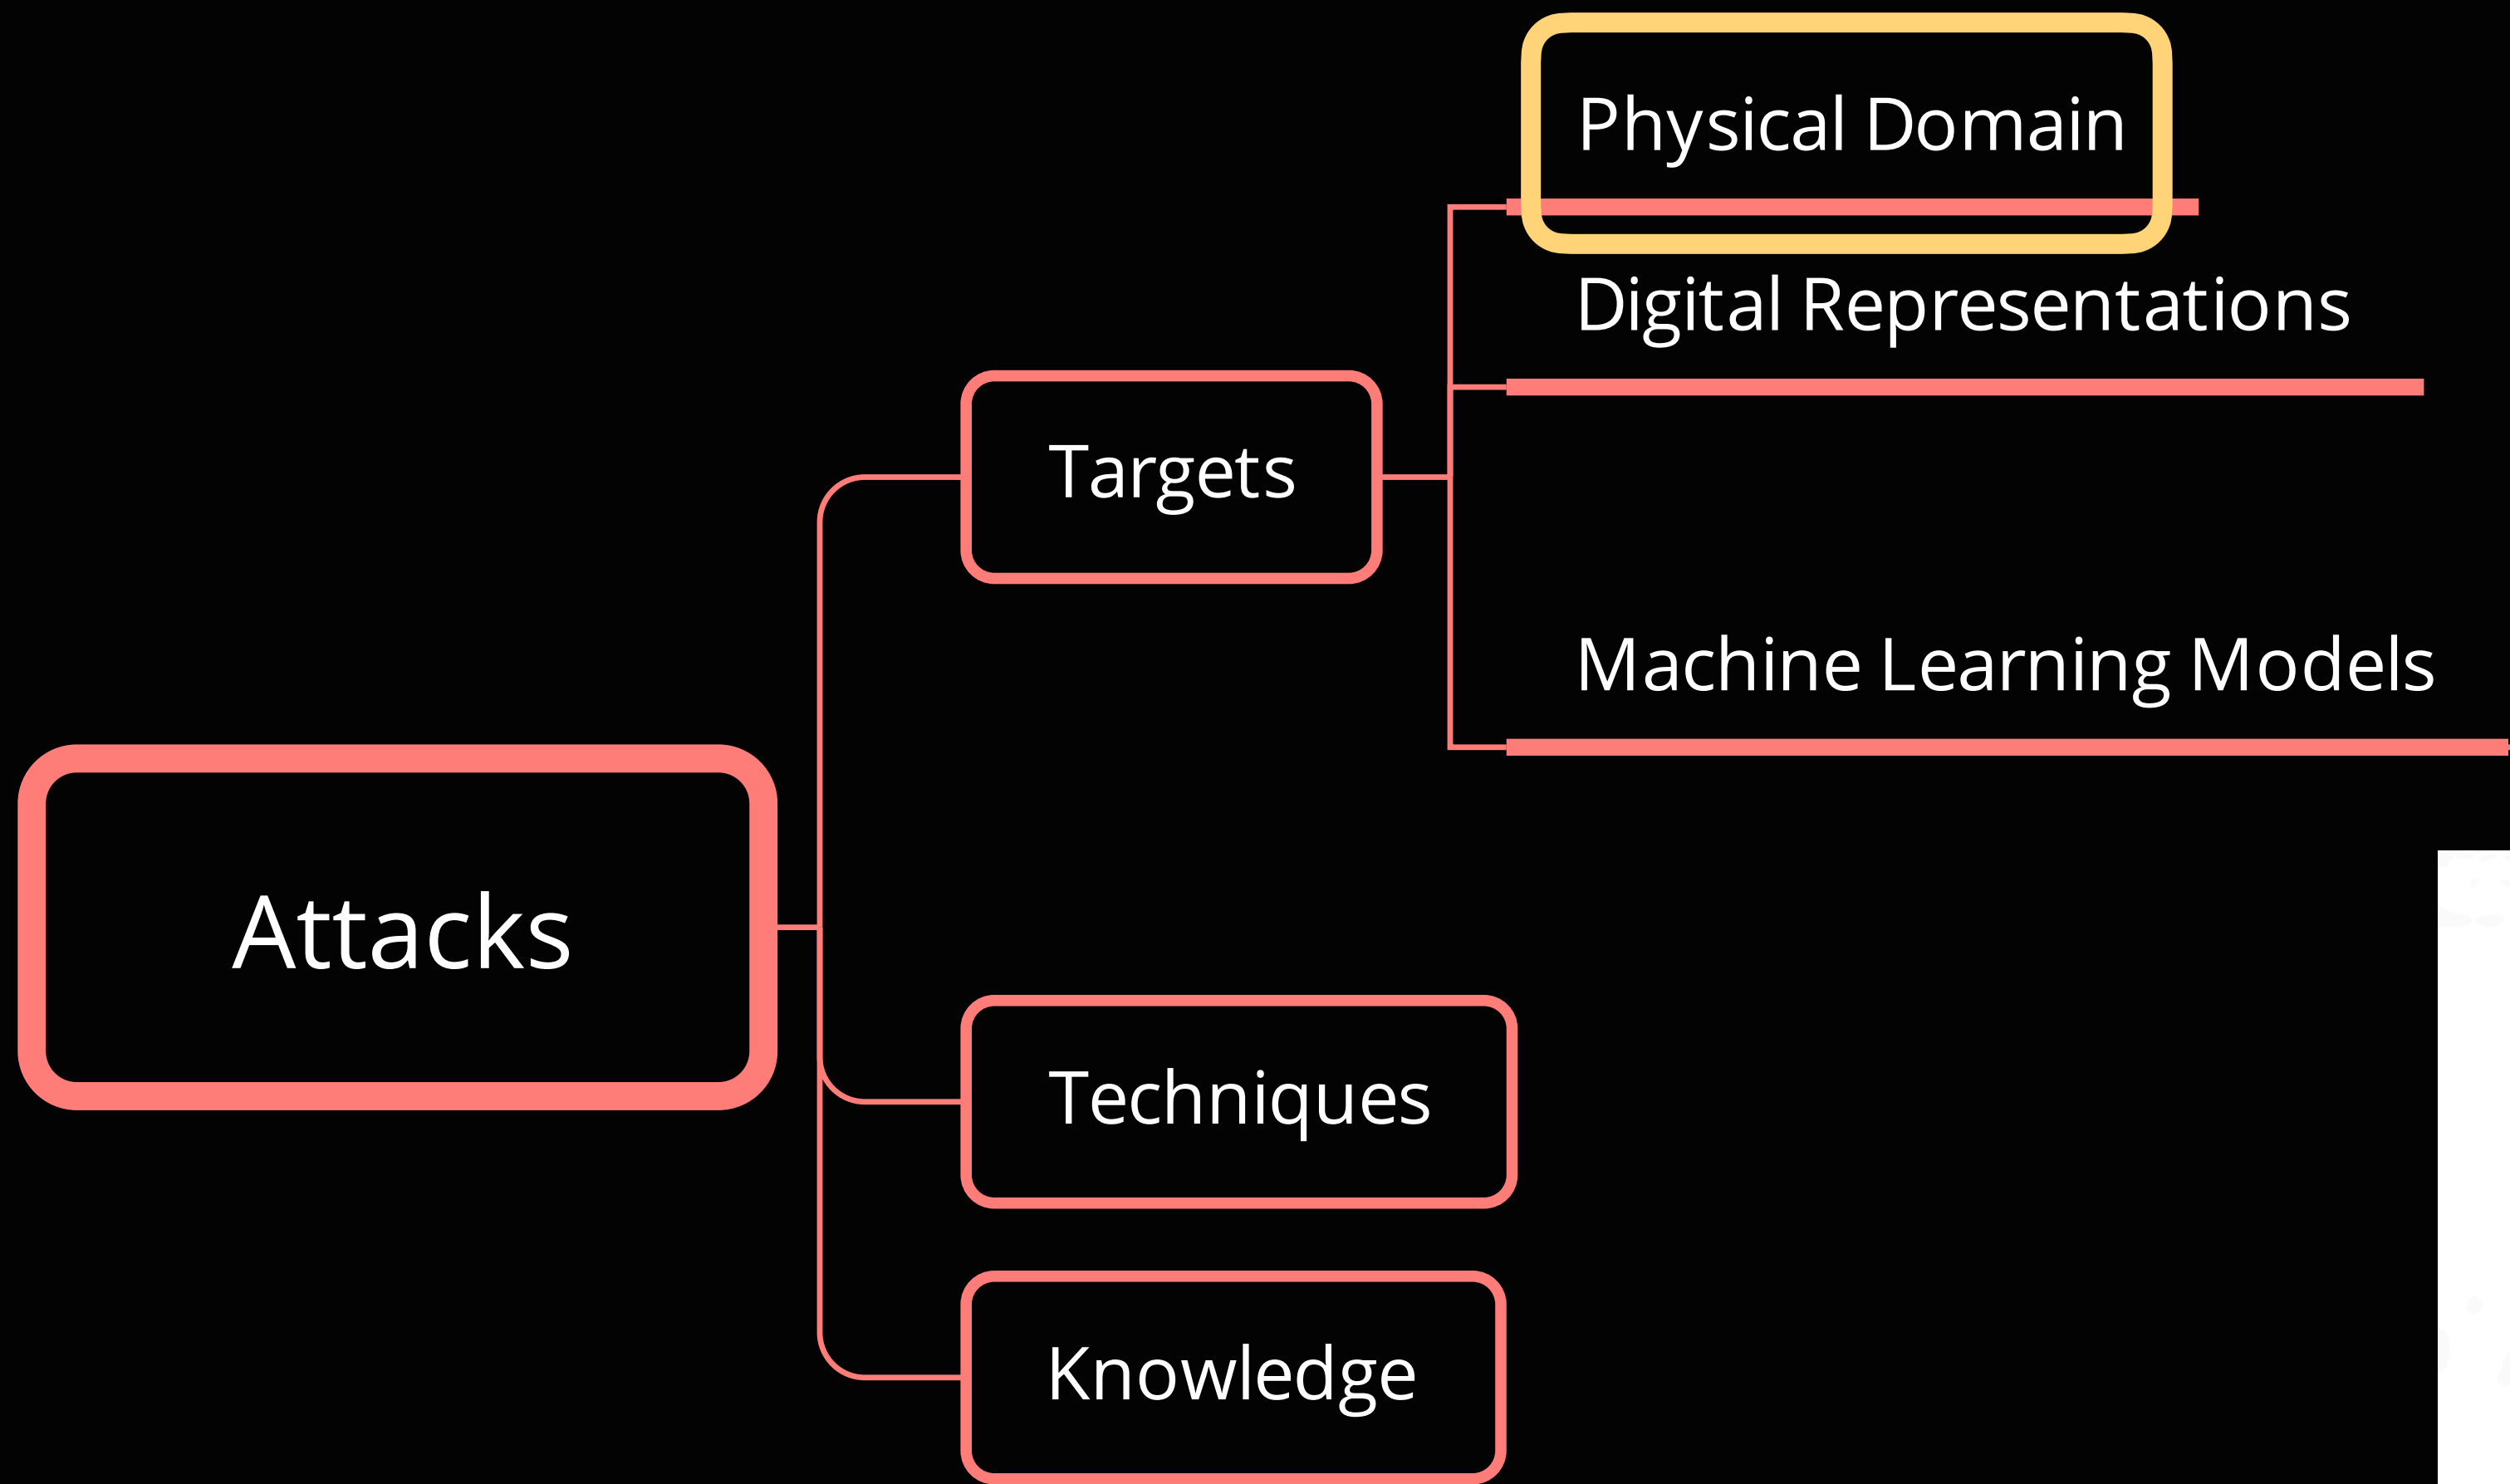 Physical Domain
Digital Representations
Targets
Machine Learning Models
Attacks
Techniques
Knowledge